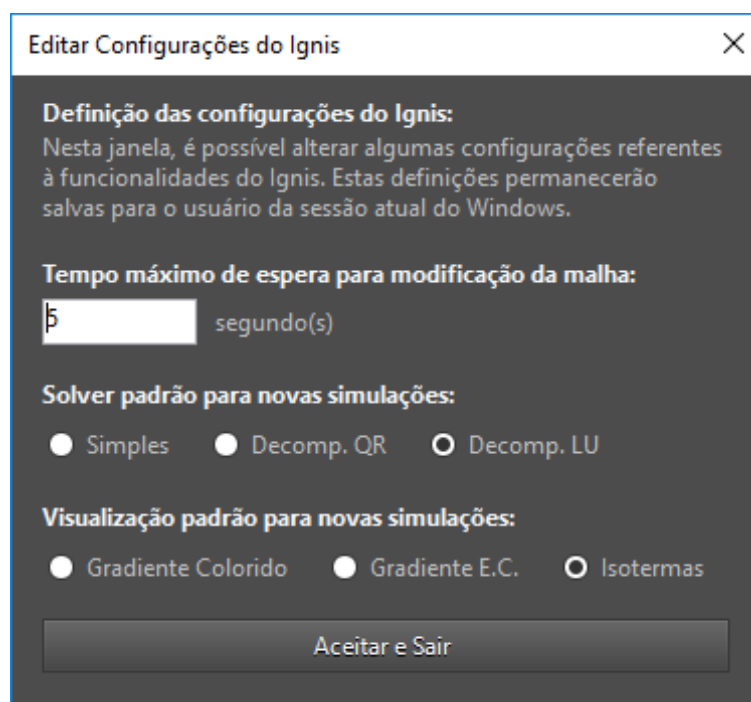 Editar Configurações do Ignis
Definição das configurações do Ignis:
Nesta janela, é possível alterar algumas configurações referentes
à funcionalidades do Ignis. Estas definições permanecerão
salvas para o usuário da sessão atual do Windows.
Tempo máximo de espera para modificação da malha:
5 segundo(s)
Solver padrão para novas simulações:
Simples Decomp. QR Decomp. LU
Visualização padrão para novas simulações:
Gradiente Colorido Gradiente E.C. Isotermas
Aceitar e Sair